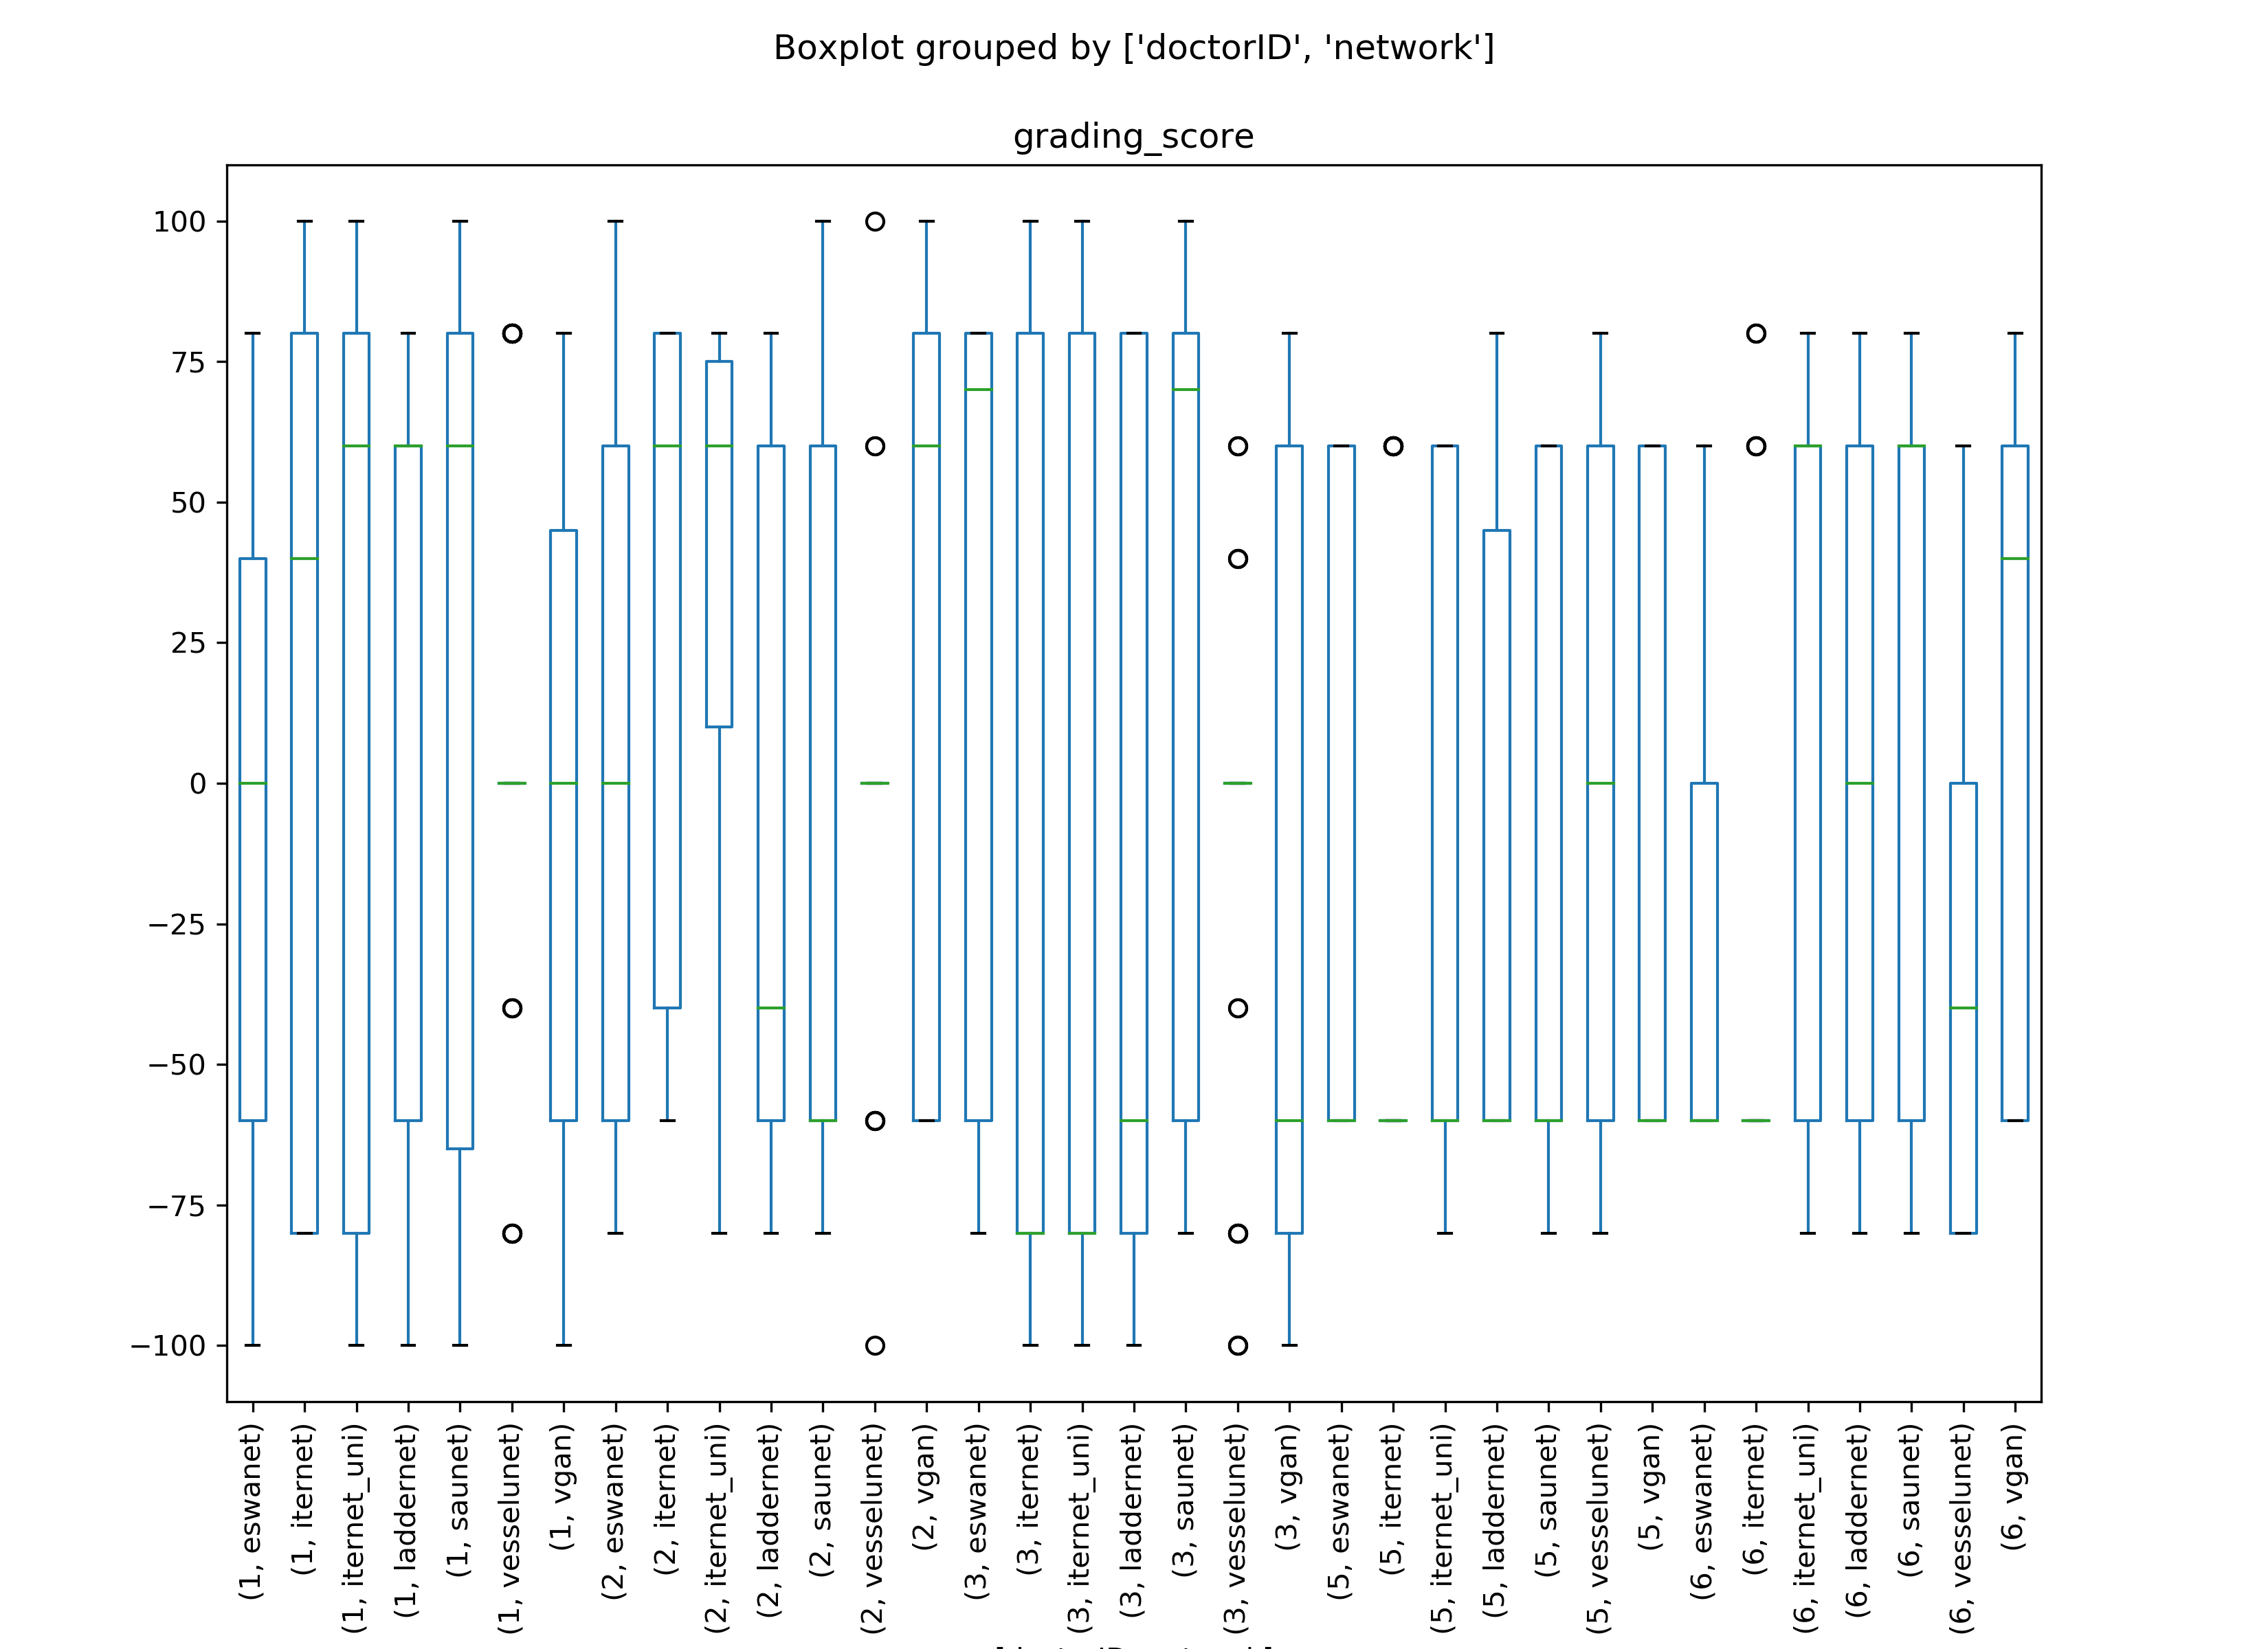 Boxplot grouped by ['doctorID', 'network']
grading_score
100
75
50
25
0
−25
−50
−75
−100
(1, eswanet)
(1, iternet)
(1, iternet_uni)
(1, laddernet)
(1, saunet)
(1, vesselunet)
(1, vgan)
(2, eswanet)
(2, iternet)
(2, iternet_uni)
(2, laddernet)
(2, saunet)
(2, vesselunet)
(2, vgan)
(3, eswanet)
(3, iternet)
(3, iternet_uni)
(3, laddernet)
(3, saunet)
(3, vesselunet)
(3, vgan)
(5, eswanet)
(5, iternet)
(5, iternet_uni)
(5, laddernet)
(5, saunet)
(5, vesselunet)
(5, vgan)
(6, eswanet)
(6, iternet)
(6, iternet_uni)
(6, laddernet)
(6, saunet)
(6, vesselunet)
(6, vgan)